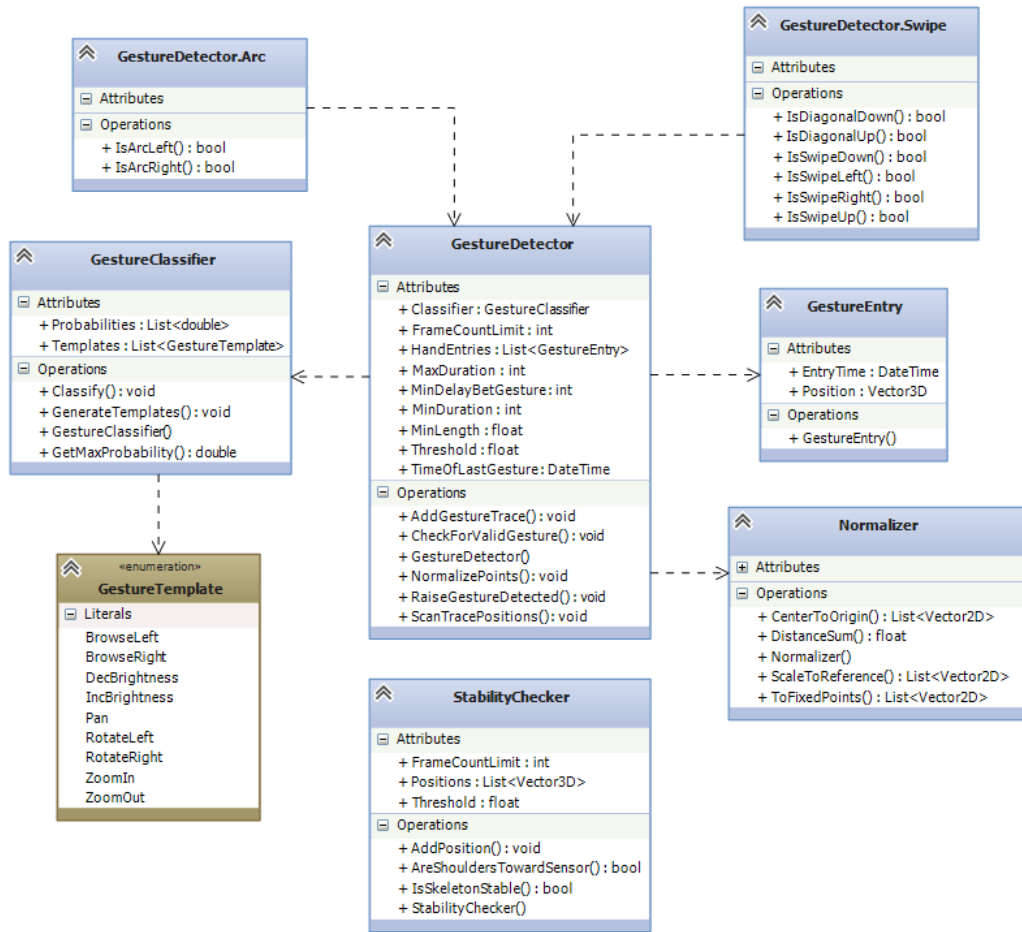 GestureDetector.Arc
Attributes
Operations
+ IsArcLeft() : bool
+ IsArcRight() : bool
GestureDetector.Swipe
Attributes
Operations
+ IsDiagonalDown() : bool
+ IsDiagonalUp() : bool
+ IsSwipeDown() : bool
+ IsSwipeLeft() : bool
+ IsSwipeRight() : bool
+ IsSwipeUp() : bool
GestureClassifier
Attributes
+ Probabilities : List<double>
+ Templates : List<GestureTemplate>
Operations
+ Classify() : void
+ GenerateTemplates() : void
+ GestureClassifier()
+ GetMaxProbability() : double
GestureDetector
Attributes
+ Classifier : GestureClassifier
+ FrameCountLimit : int
+ HandEntries : List<GestureEntry>
+ MaxDuration : int
+ MinDelayBetGesture : int
+ MinDuration : int
+ MinLength : float
+ Threshold : float
+ TimeOfLastGesture : DateTime
Operations
+ AddGestureTrace() : void
+ CheckForValidGesture() : void
+ GestureDetector()
+ NormalizePoints() : void
+ RaiseGestureDetected() : void
+ ScanTracePositions() : void
GestureEntry
Attributes
+ EntryTime : DateTime
+ Position : Vector3D
Operations
+ GestureEntry()
Normalizer
Attributes
Operations
+ CenterToOrigin() : List<Vector2D>
+ DistanceSum() : float
+ Normalizer()
+ ScaleToReference() : List<Vector2D>
+ ToFixedPoints() : List<Vector2D>
«enumeration»
GestureTemplate
Literals
BrowseLeft
BrowseRight
DecBrightness
IncBrightness
Pan
RotateLeft
RotateRight
ZoomIn
ZoomOut
StabilityChecker
Attributes
+ FrameCountLimit : int
+ Positions : List<Vector3D>
+ Threshold : float
Operations
+ AddPosition() : void
+ AreShouldersTowardSensor() : bool
+ IsSkeletonStable() : bool
+ StabilityChecker()